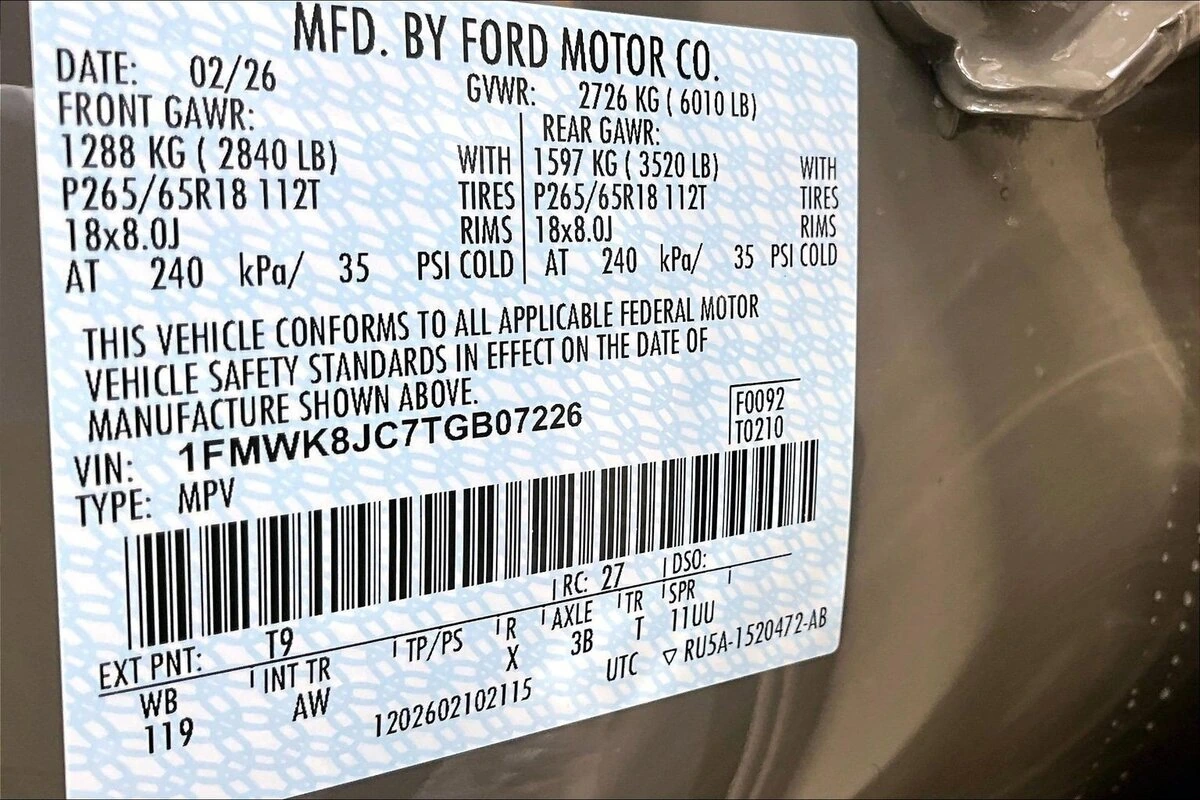 MFD. BY FORD MOTOR CO.
DATE: 02/26 GVWR: 2726 KG ( 6010 LB)
FRONT GAWR: REAR GAWR:
1288 KG ( 2840 LB) WITH 1597 KG ( 3520 LB) WITH
P265/65R18 112T TIRES P265/65R18 112T TIRES
18x8.0J RIMS 18x8.0J RIMS
AT 240 kPa/ 35 PSI COLD AT 240 kPa/ 35 PSI COLD
THIS VEHICLE CONFORMS TO ALL APPLICABLE FEDERAL MOTOR
VEHICLE SAFETY STANDARDS IN EFFECT ON THE DATE OF
MANUFACTURE SHOWN ABOVE.
VIN: 1FMWK8JC7TGB07226 F0092
TYPE: MPV T0210
EXT PNT: T9 RC: 27 DSO:
WB INT TR TP/PS R AXLE TR SPR
119 AW X 3B T 11UU
1202602102115 UTC ▽ RU5A-1520472-AB